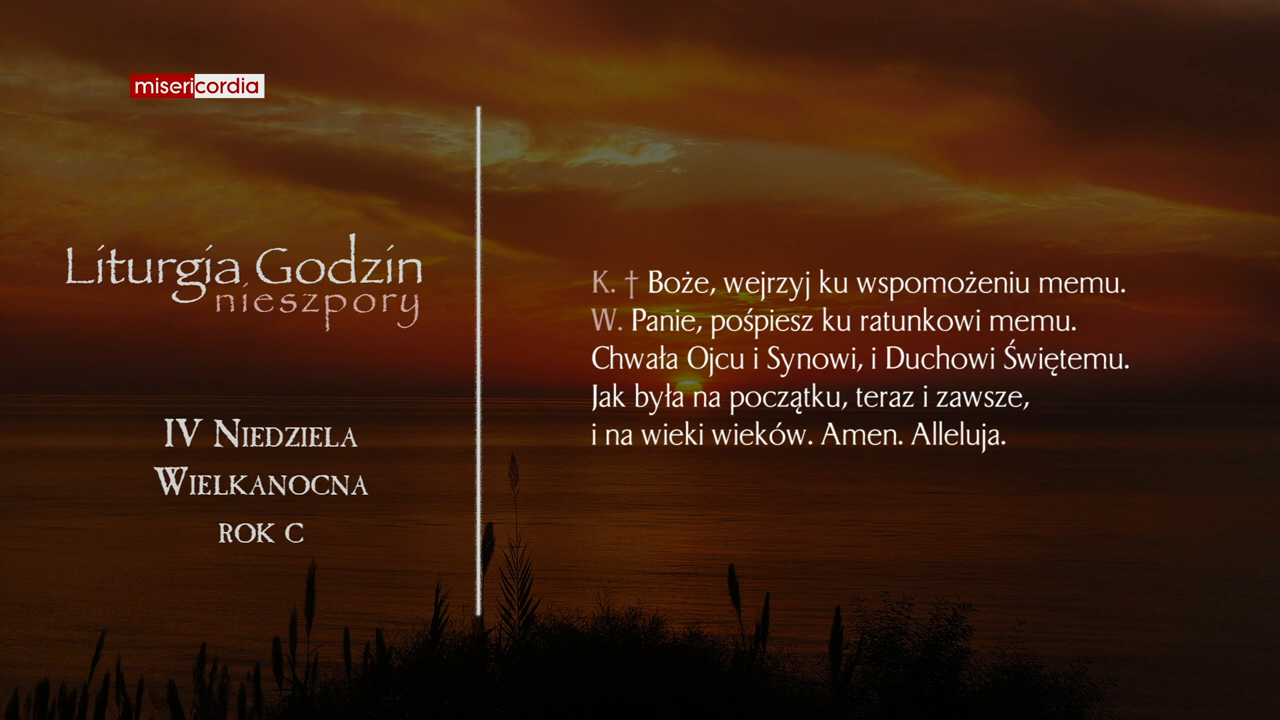 misericordia
Liturgia Godzin
nieszpory
IV Niedziela
Wielkanocna
rok C
K. † Boże, wejrzyj ku wspomożeniu memu.
W. Panie, pośpiesz ku ratunkowi memu.
Chwała Ojcu i Synowi, i Duchowi Świętemu.
Jak była na początku, teraz i zawsze,
i na wieki wieków. Amen. Alleluja.